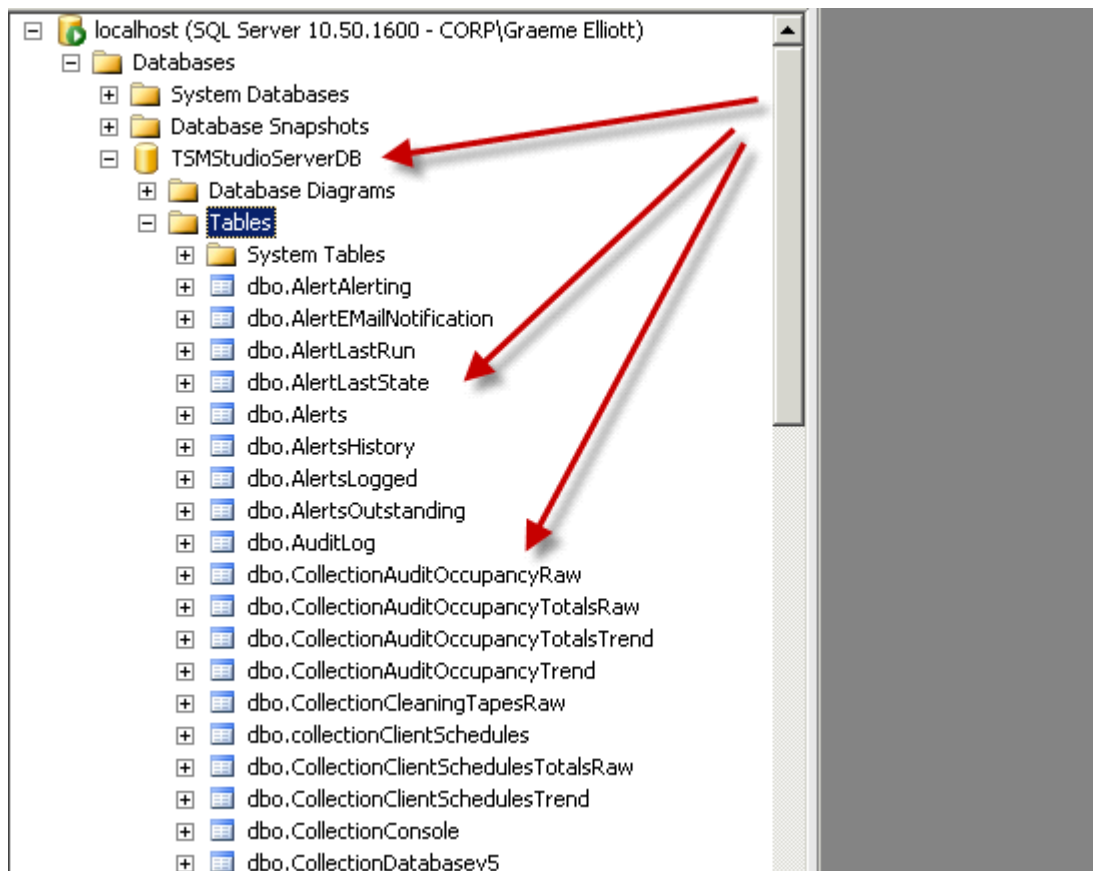 localhost (SQL Server 10.50.1600 - CORP\Graeme Elliott)
Databases
System Databases
Database Snapshots
TSMStudioServerDB
Database Diagrams
Tables
System Tables
dbo.AlertAlerting
dbo.AlertEMailNotification
dbo.AlertLastRun
dbo.AlertLastState
dbo.Alerts
dbo.AlertsHistory
dbo.AlertsLogged
dbo.AlertsOutstanding
dbo.AuditLog
dbo.CollectionAuditOccupancyRaw
dbo.CollectionAuditOccupancyTotalsRaw
dbo.CollectionAuditOccupancyTotalsTrend
dbo.CollectionAuditOccupancyTrend
dbo.CollectionCleaningTapesRaw
dbo.collectionClientSchedules
dbo.CollectionClientSchedulesTotalsRaw
dbo.CollectionClientSchedulesTrend
dbo.CollectionConsole
dbo.CollectionDatabasev5